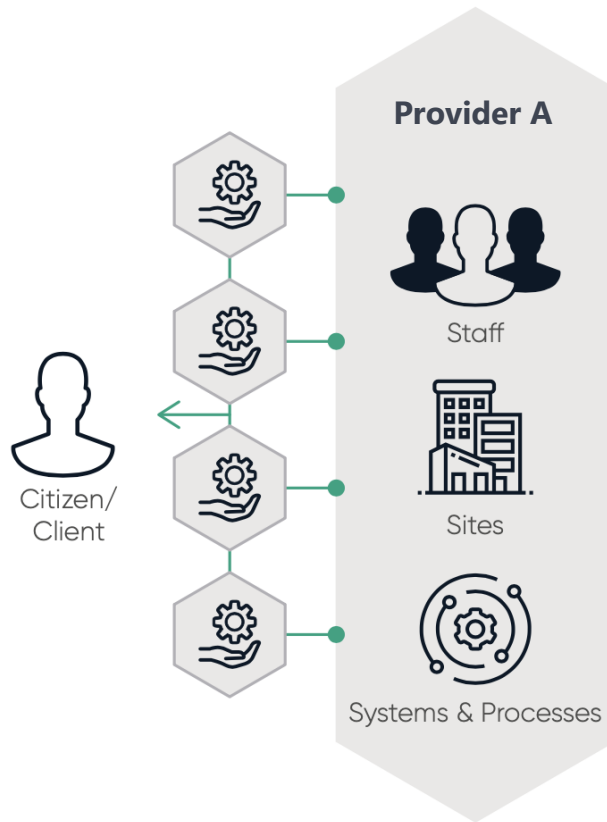 Provider A
Staff
Citizen/
Client
Sites
Systems & Processes